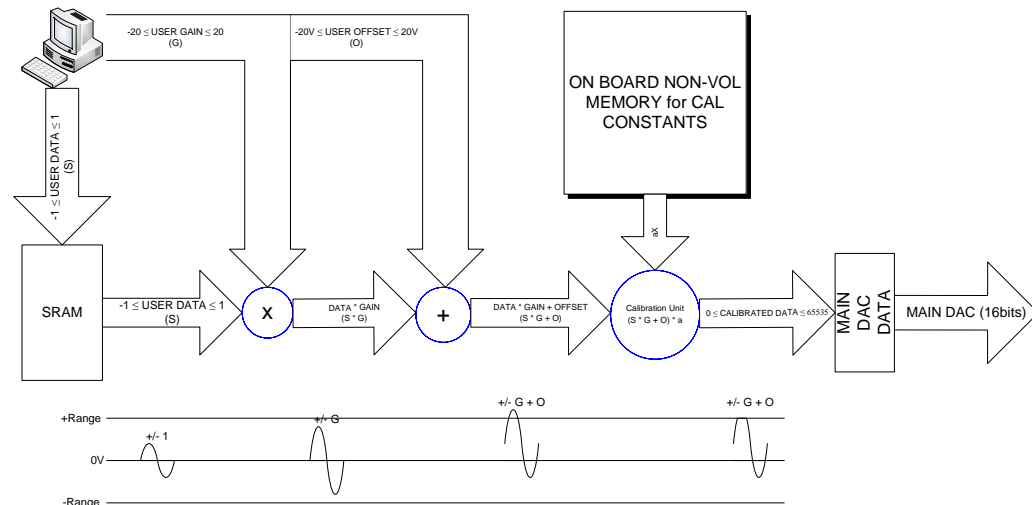 -20 ≤ USER GAIN ≤ 20
(G)
-20V ≤ USER OFFSET ≤ 20V
(O)
ON BOARD NON-VOL
MEMORY for CAL
CONSTANTS
-1 ≤ USER DATA ≤ 1
(S)
aX
SRAM
-1 ≤ USER DATA ≤ 1
(S)
X
DATA * GAIN
(S * G)
+
DATA * GAIN + OFFSET
(S * G + O)
Calibration Unit
(S * G + O) * a
0 ≤ CALIBRATED DATA ≤ 65535
MAIN
DAC
DATA
MAIN DAC (16bits)
+Range
+/- 1
+/- G
+/- G + O
+/- G + O
0V
-Range